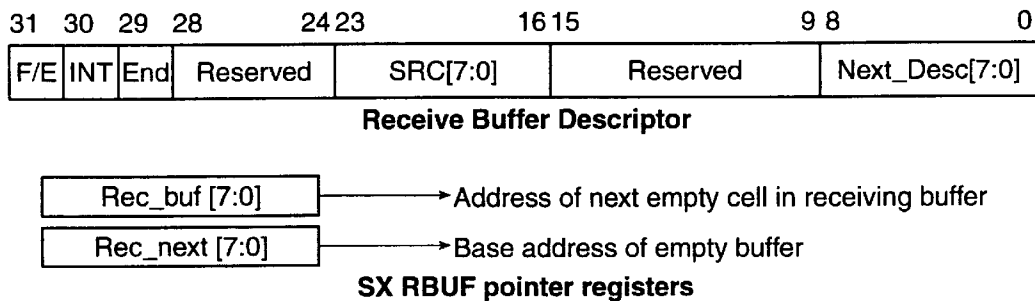 31 30 29 28 24 23 16 15 9 8 0
F/E INT End Reserved SRC[7:0] Reserved Next_Desc[7:0]
Receive Buffer Descriptor
Rec_buf [7:0] Address of next empty cell in receiving buffer
Rec_next [7:0] Base address of empty buffer
SX RBUF pointer registers